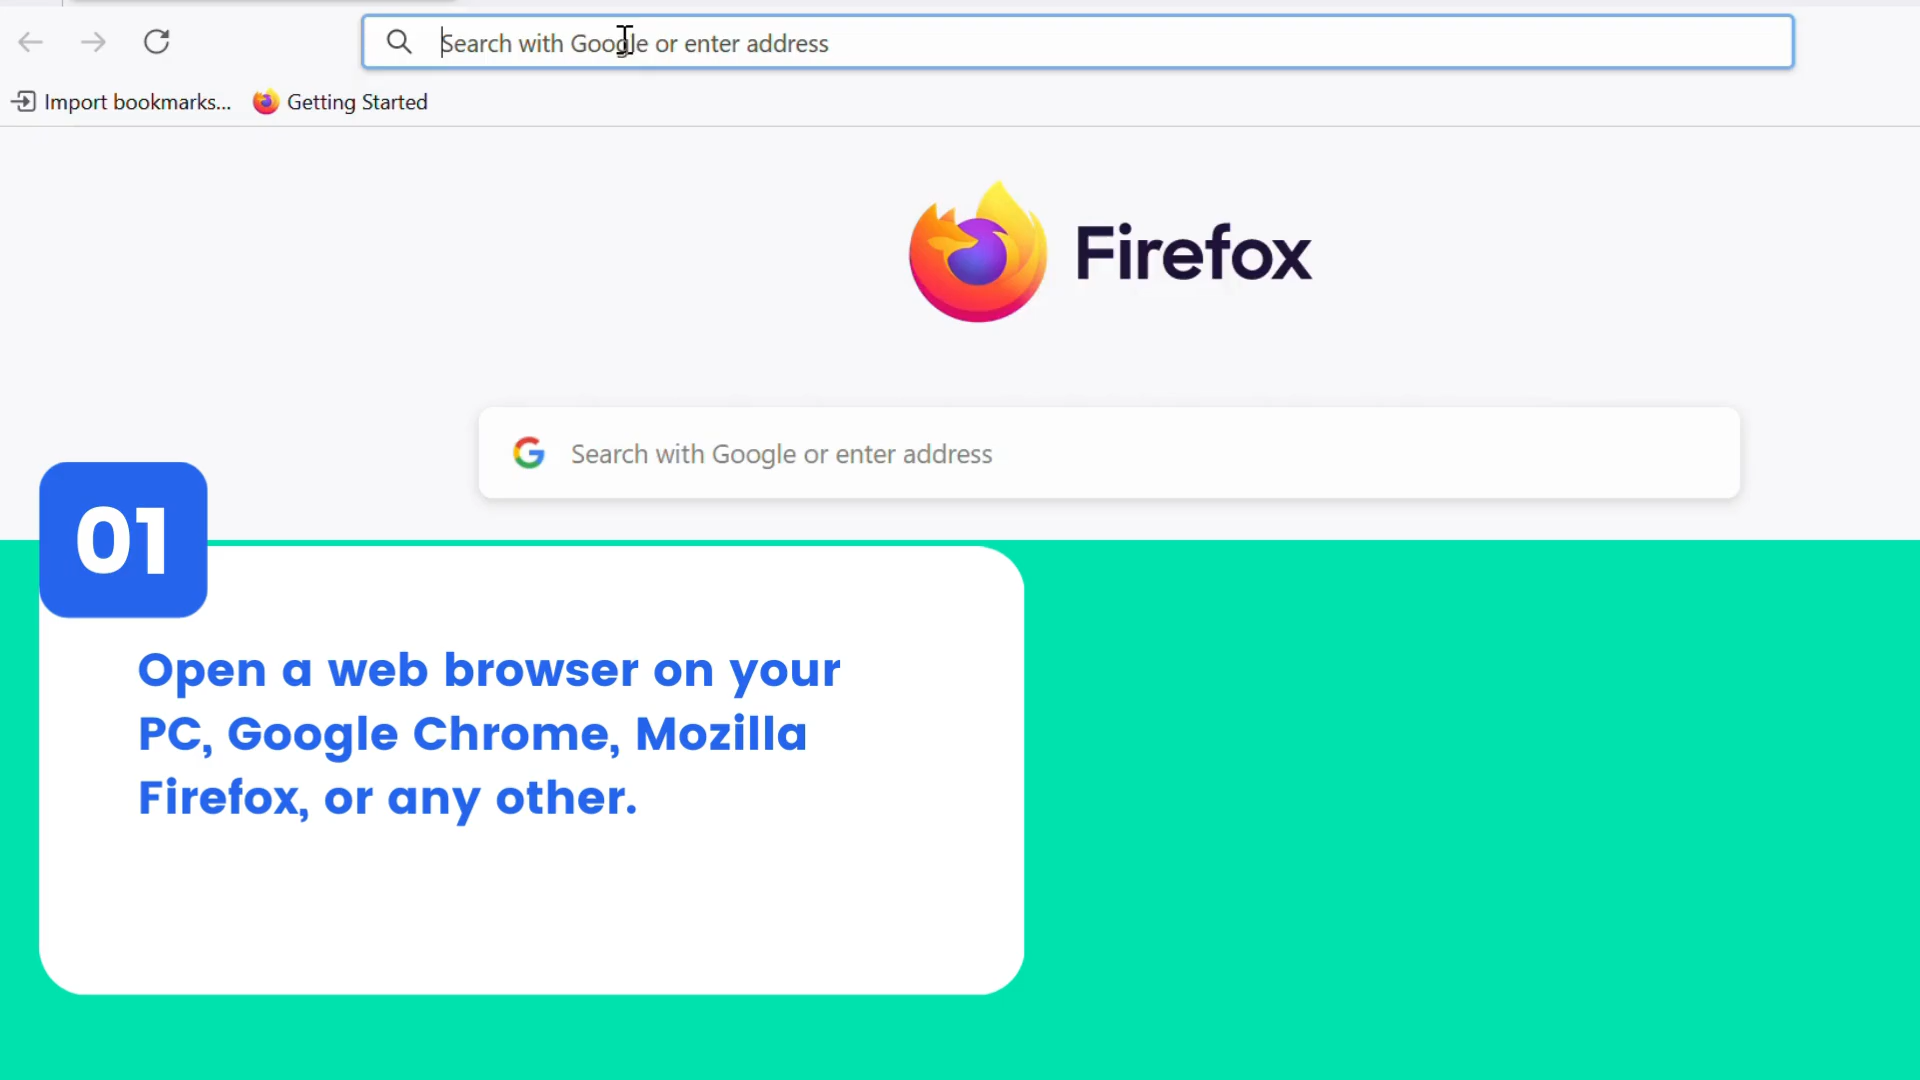 Search with Google or enter address
Import bookmarks... Getting Started
Firefox
Search with Google or enter address
01
Open a web browser on your
PC, Google Chrome, Mozilla
Firefox, or any other.